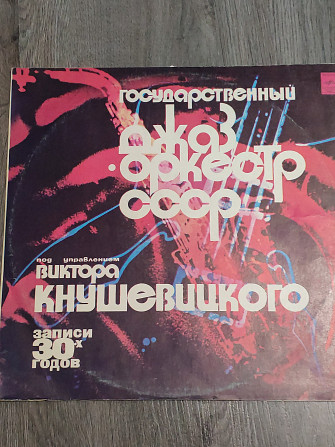 государственный
джаз
·оркестр
ссср
под управлением
виктора
кнушевицкого
записи
30-х
годов